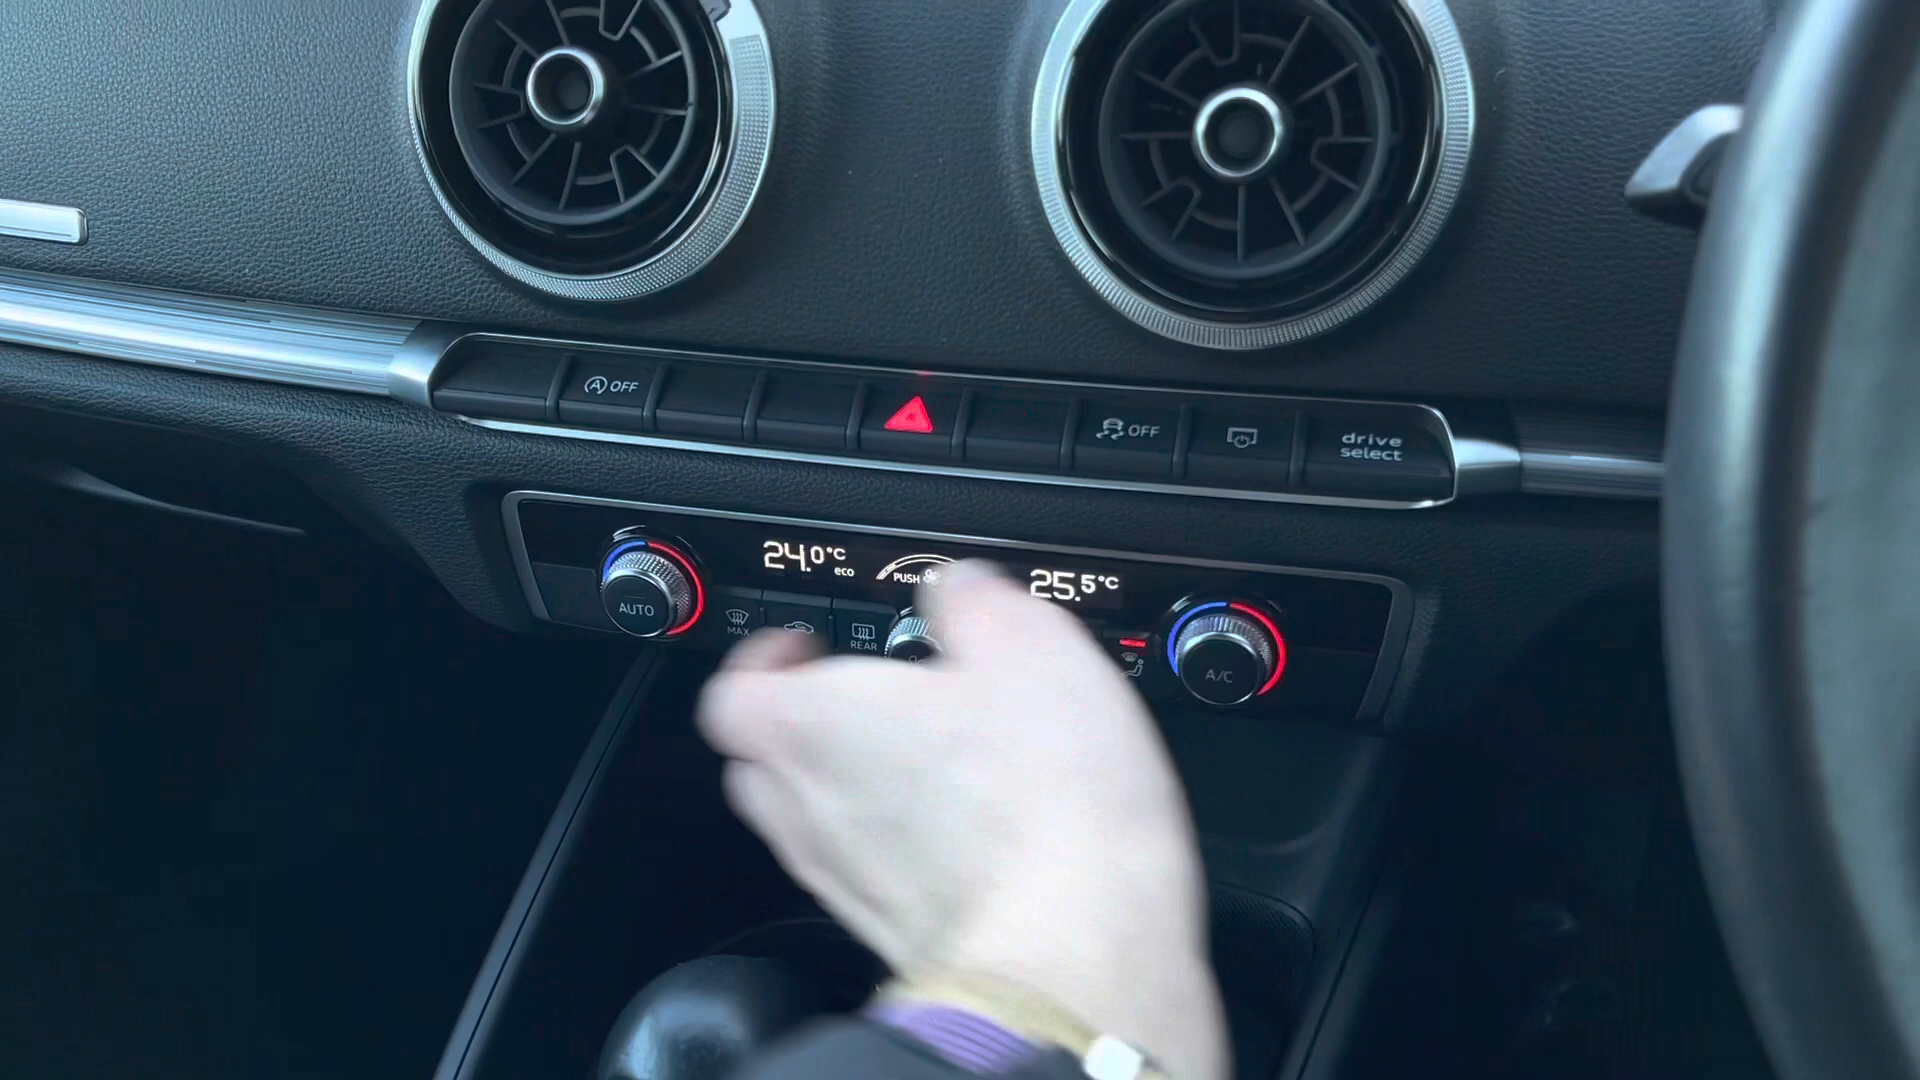 OFF
OFF
drive
select
24.0°C
eco
PUSH
25.5°C
AUTO
MAX
REAR
A/C